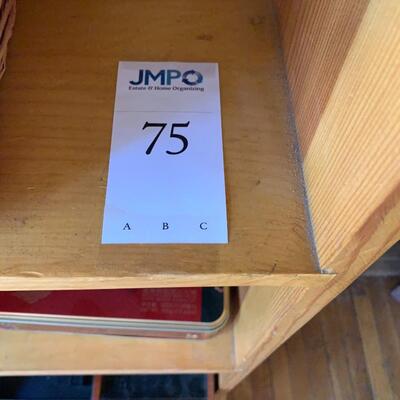 JMPO
Estate & Home Organizing
75
A B C